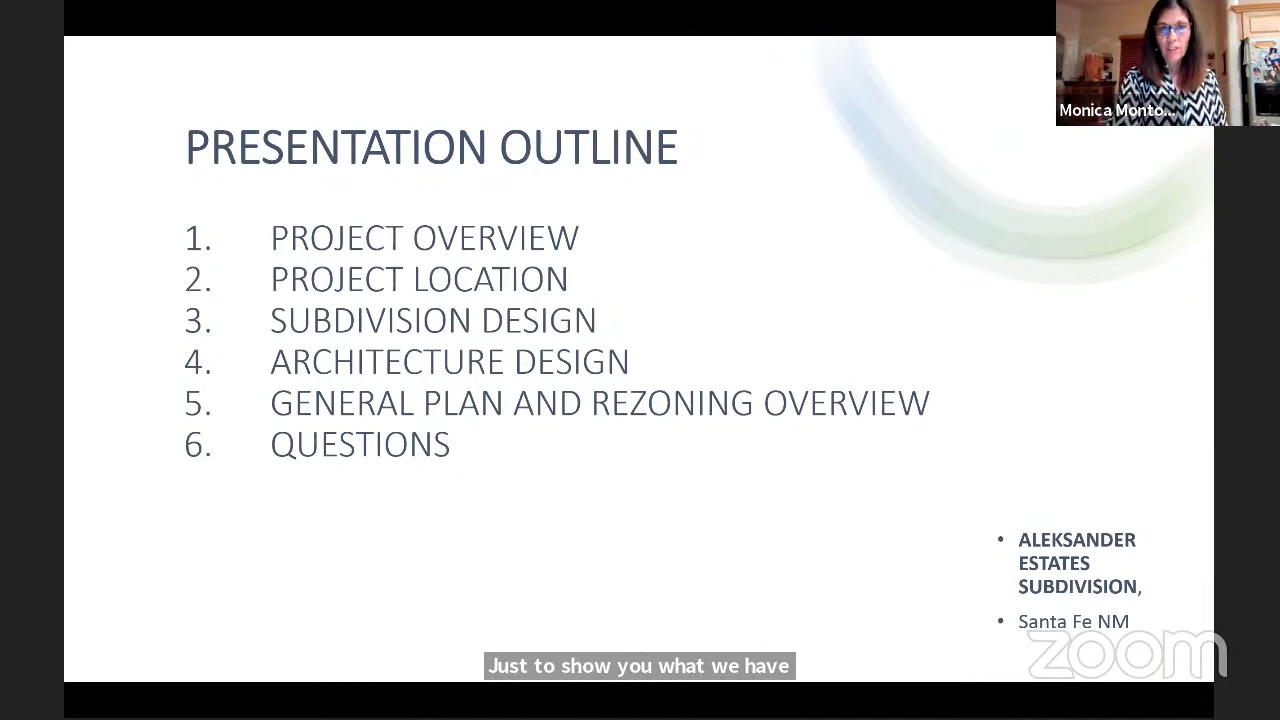 Monica Monto...
PRESENTATION OUTLINE
1. PROJECT OVERVIEW
2. PROJECT LOCATION
3. SUBDIVISION DESIGN
4. ARCHITECTURE DESIGN
5. GENERAL PLAN AND REZONING OVERVIEW
6. QUESTIONS
• ALEKSANDER
ESTATES
SUBDIVISION,
• Santa Fe NM
zoom
Just to show you what we have